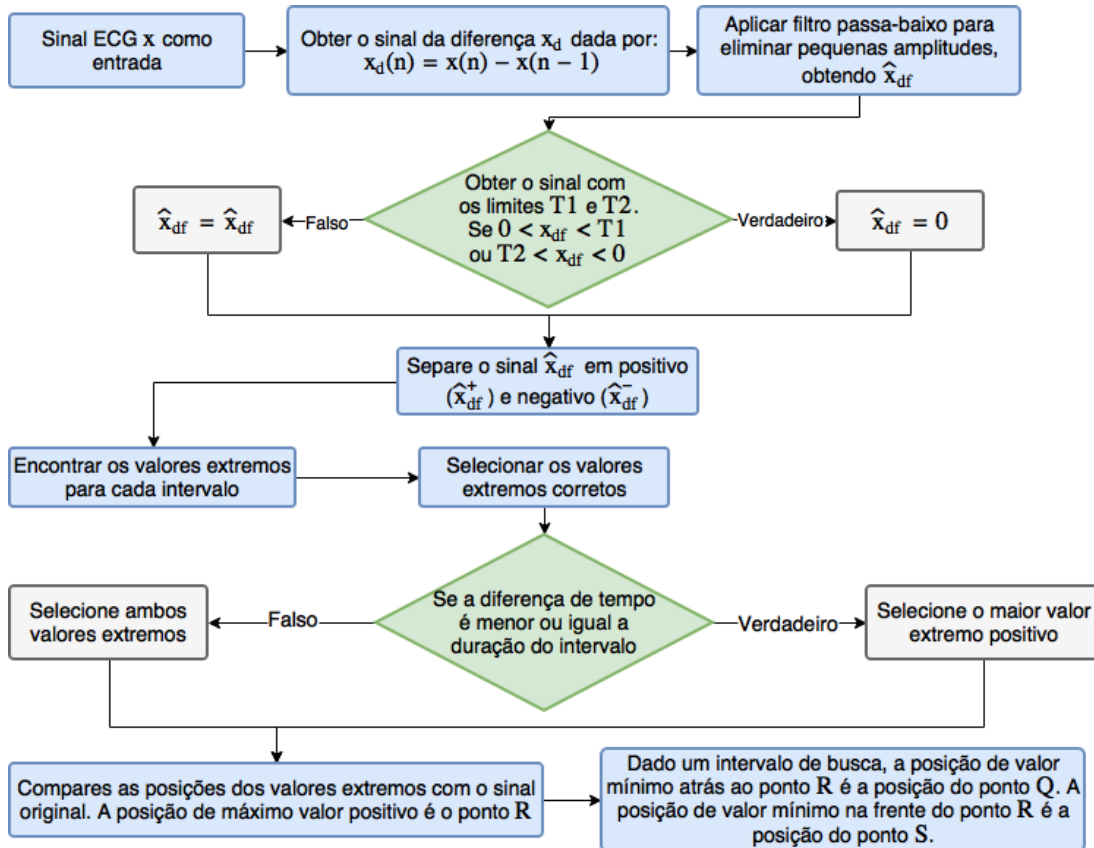 Sinal ECG x como
entrada
Obter o sinal da diferença x_d dada por:
x_d(n) = x(n) − x(n − 1)
Aplicar filtro passa-baixo para
eliminar pequenas amplitudes,
obtendo x̂_df
Obter o sinal com
os limites T1 e T2.
Se 0 < x_df < T1
ou T2 < x_df < 0
Falso
x̂_df = x̂_df
Verdadeiro
x̂_df = 0
Separe o sinal x̂_df em positivo
(x̂_df^+) e negativo (x̂_df^−)
Encontrar os valores extremos
para cada intervalo
Selecionar os valores
extremos corretos
Se a diferença de tempo
é menor ou igual a
duração do intervalo
Falso
Selecione ambos
valores extremos
Verdadeiro
Selecione o maior valor
extremo positivo
Compares as posições dos valores extremos com o sinal
original. A posição de máximo valor positivo é o ponto R
Dado um intervalo de busca, a posição de valor
mínimo atrás ao ponto R é a posição do ponto Q. A
posição de valor mínimo na frente do ponto R é a
posição do ponto S.